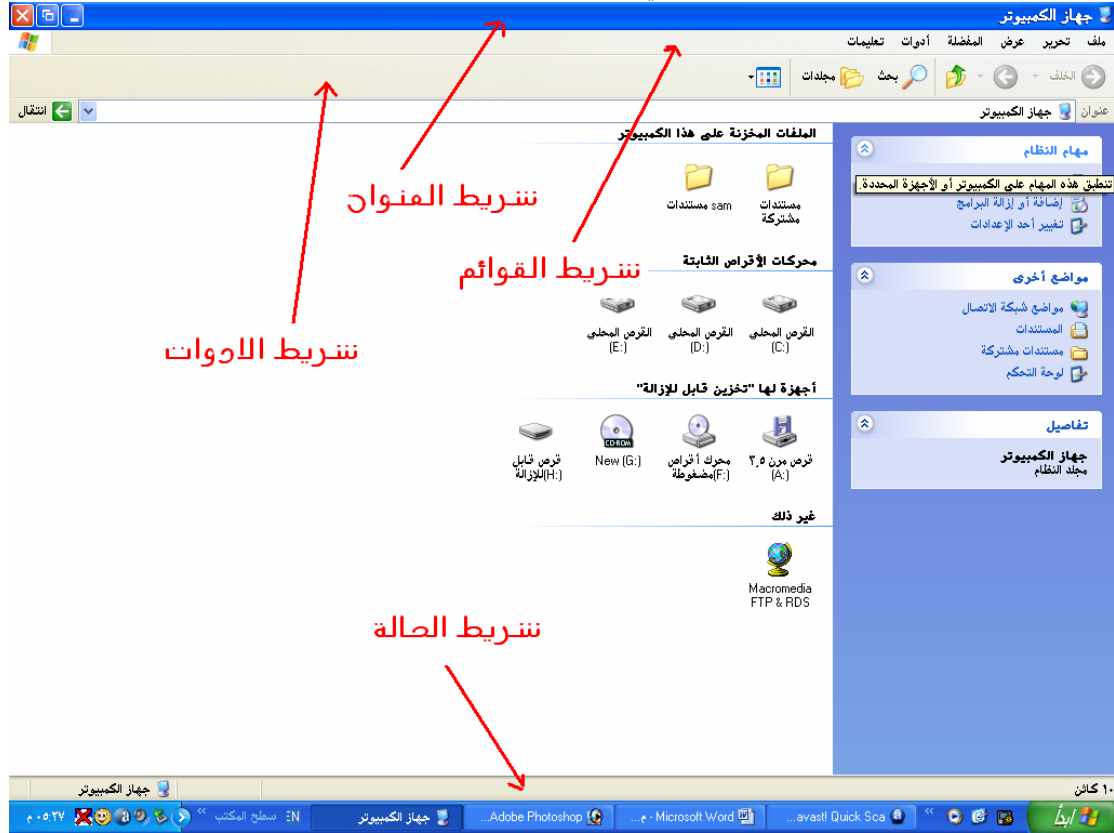 جهاز الكمبيوتر
ملف تحرير عرض المفضلة أدوات تعليمات
الخلف بحث مجلدات
عنوان جهاز الكمبيوتر انتقال
مهام النظام
تنطبق هذه المهام على الكمبيوتر أو الأجهزة المحددة.
إضافة أو إزالة البرامج
تغيير أحد الإعدادات
مواضع أخرى
مواضع شبكة الاتصال
المستندات
مستندات مشتركة
لوحة التحكم
تفاصيل
جهاز الكمبيوتر
مجلد النظام
الملفات المخزنة على هذا الكمبيوتر
مستندات مشتركة
مستندات sam
محركات الأقراص الثابتة
القرص المحلي (C:)
القرص المحلي (D:)
القرص المحلي (E:)
أجهزة لها "تخزين قابل للإزالة"
قرص مرن ٣٫٥ (A:)
محرك أقراص مضغوطة(F:)
CD-ROM
New (G:)
قرص قابل للإزالة(H:)
غير ذلك
Macromedia
FTP & RDS
شريط العنوان
شريط القوائم
شريط الادوات
شريط الحالة
١٠ كائن
جهاز الكمبيوتر
ابدأ
avast! Quick Sca...
Microsoft Word - م...
Adobe Photoshop...
جهاز الكمبيوتر
سطح المكتب
٠٥:٢٧ م